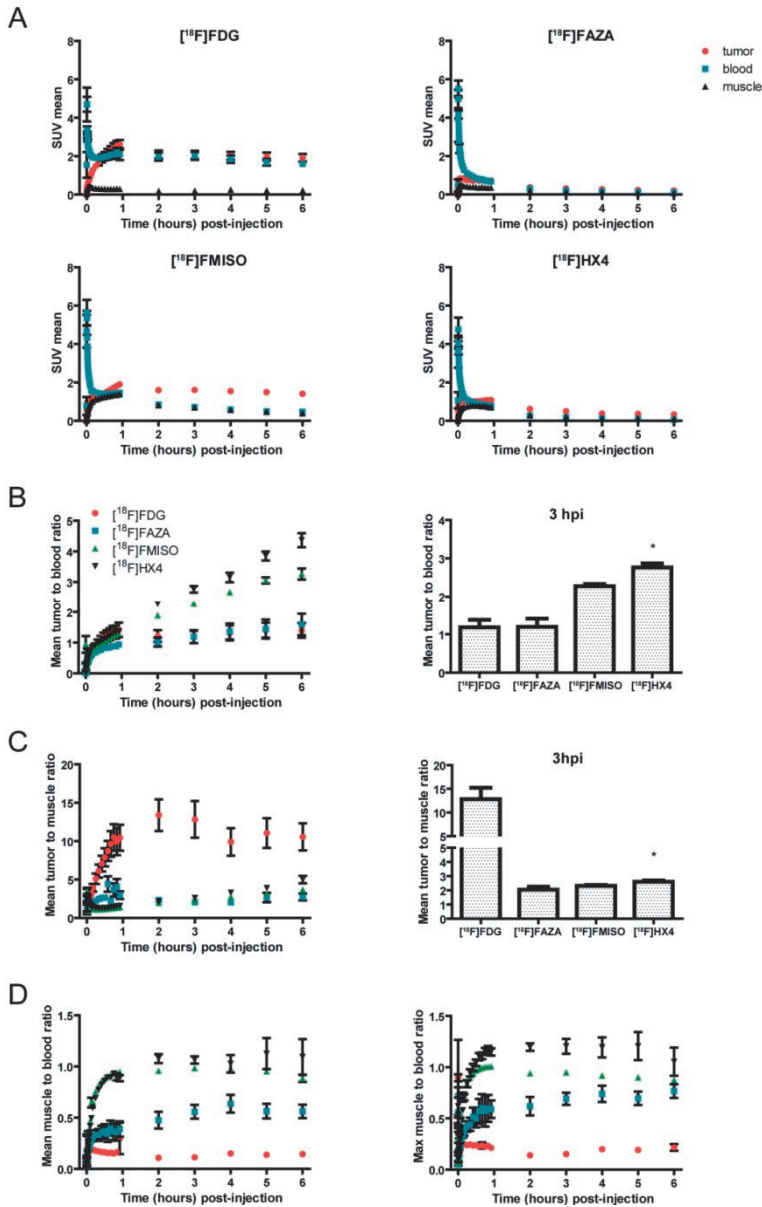 A
[¹⁸F]FDG
SUV mean
8
6
4
2
0
0 1 2 3 4 5 6
Time (hours) post-injection
[¹⁸F]FAZA
SUV mean
8
6
4
2
0
0 1 2 3 4 5 6
Time (hours) post-injection
tumor
blood
muscle
[¹⁸F]FMISO
SUV mean
8
6
4
2
0
0 1 2 3 4 5 6
Time (hours) post-injection
[¹⁸F]HX4
SUV mean
8
6
4
2
0
0 1 2 3 4 5 6
Time (hours) post-injection
B
Mean tumor to blood ratio
5
4
3
2
1
0
[¹⁸F]FDG
[¹⁸F]FAZA
[¹⁸F]FMISO
[¹⁸F]HX4
0 1 2 3 4 5 6
Time (hours) post-injection
3 hpi
Mean tumor to blood ratio
4
3
2
1
0
*
[¹⁸F]FDG [¹⁸F]FAZA [¹⁸F]FMISO [¹⁸F]HX4
C
Mean tumor to muscle ratio
20
15
10
5
0
0 1 2 3 4 5 6
Time (hours) post-injection
3hpi
Mean tumor to muscle ratio
20
15
10
5
5
4
3
2
1
0
*
[¹⁸F]FDG [¹⁸F]FAZA [¹⁸F]FMISO [¹⁸F]HX4
D
Mean muscle to blood ratio
1.5
1.0
0.5
0.0
0 1 2 3 4 5 6
Time (hours) post-injection
Max muscle to blood ratio
1.5
1.0
0.5
0.0
0 1 2 3 4 5 6
Time (hours) post-injection